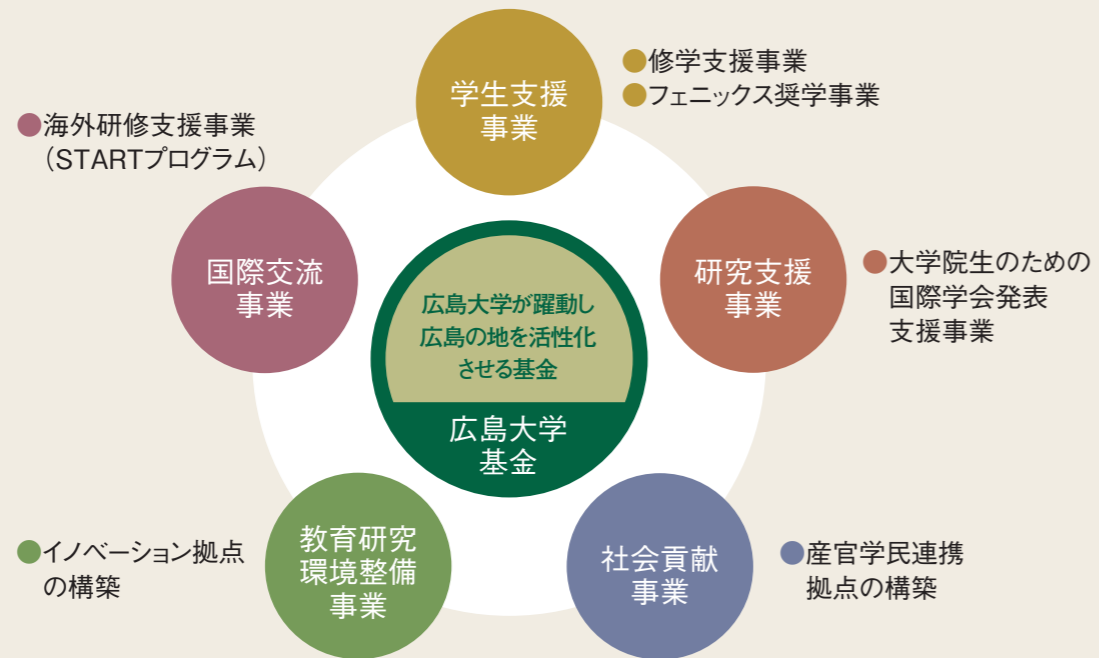 学生支援
事業
●修学支援事業
●フェニックス奨学事業
●海外研修支援事業
（STARTプログラム）
国際交流
事業
研究支援
事業
●大学院生のための
国際学会発表
支援事業
広島大学が躍動し
広島の地を活性化
させる基金
広島大学
基金
教育研究
環境整備
事業
●イノベーション拠点
の構築
社会貢献
事業
●産官学民連携
拠点の構築